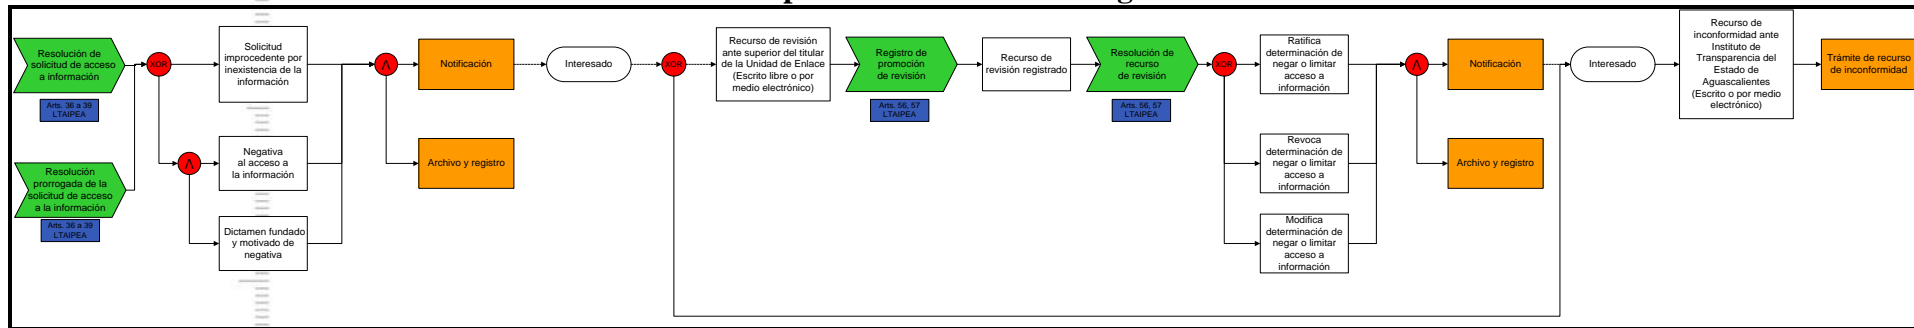 Resolución de
solicitud de acceso
a información
Arts. 36 a 39
LTAIPEA
Resolución
prorrogada de la
solicitud de acceso
a la información
Arts. 36 a 39
LTAIPEA
XOR
Solicitud
improcedente por
inexistencia de la
información
Λ
Negativa
al acceso a
la información
Dictamen fundado
y motivado de
negativa
Λ
Notificación
Archivo y registro
Interesado
XOR
Recurso de revisión
ante superior del titular
de la Unidad de Enlace
(Escrito libre o por
medio electrónico)
Registro de
promoción
de revisión
Arts. 56, 57
LTAIPEA
Recurso de
revisión registrado
Resolución de
recurso
de revisión
Arts. 56, 57
LTAIPEA
XOR
Ratifica
determinación de
negar o limitar
acceso a
información
Revoca
determinación de
negar o limitar
acceso a
información
Modifica
determinación de
negar o limitar
acceso a
información
Λ
Notificación
Archivo y registro
Interesado
Recurso de
inconformidad ante
Instituto de
Transparencia del
Estado de
Aguascalientes
(Escrito o por medio
electrónico)
Trámite de recurso
de inconformidad